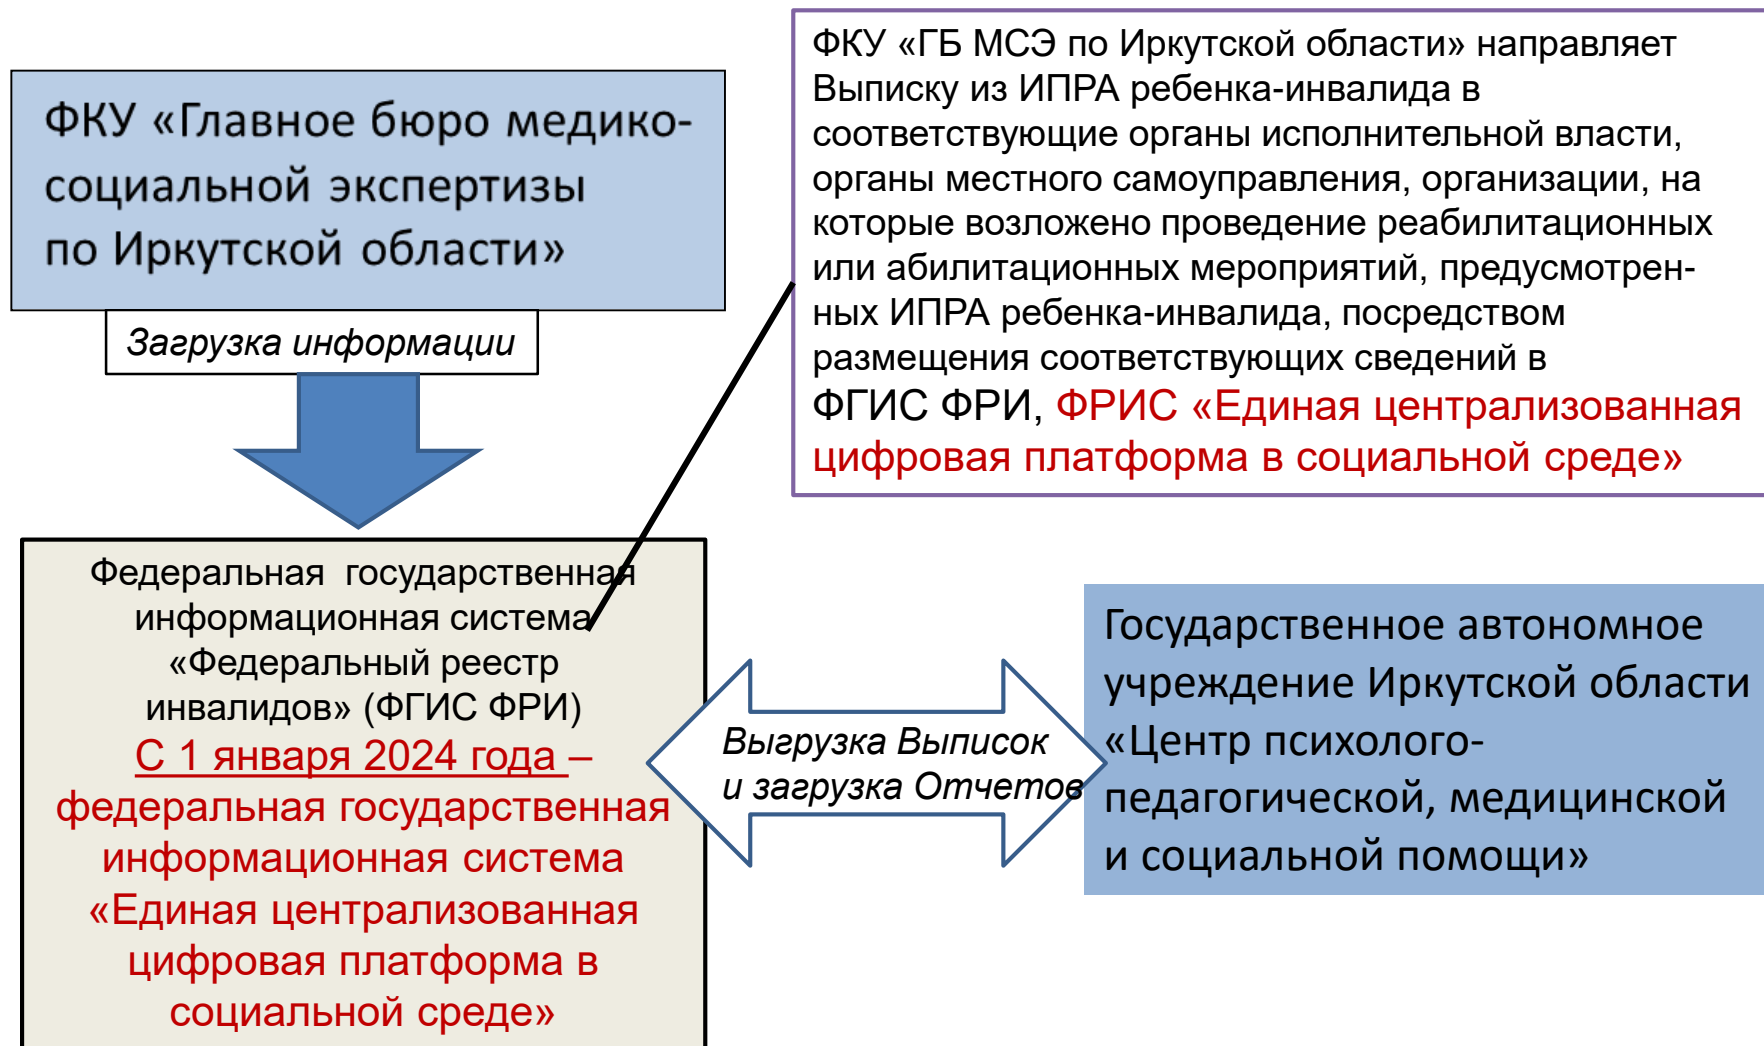 ФКУ «Главное бюро медико-
социальной экспертизы
по Иркутской области»
Загрузка информации
ФКУ «ГБ МСЭ по Иркутской области» направляет
Выписку из ИПРА ребенка-инвалида в
соответствующие органы исполнительной власти,
органы местного самоуправления, организации, на
которые возложено проведение реабилитационных
или абилитационных мероприятий, предусмотрен-
ных ИПРА ребенка-инвалида, посредством
размещения соответствующих сведений в
ФГИС ФРИ, ФРИС «Единая централизованная
цифровая платформа в социальной среде»
Федеральная государственная
информационная система
«Федеральный реестр
инвалидов» (ФГИС ФРИ)
С 1 января 2024 года –
федеральная государственная
информационная система
«Единая централизованная
цифровая платформа в
социальной среде»
Выгрузка Выписок
и загрузка Отчетов
Государственное автономное
учреждение Иркутской области
«Центр психолого-
педагогической, медицинской
и социальной помощи»